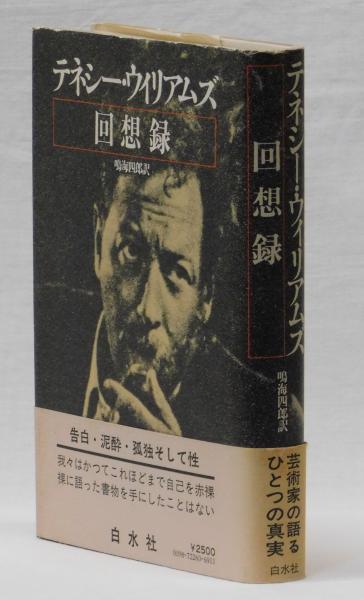 テネシー・ウィリアムズ
回想録
鳴海四郎訳
告白・泥酔・孤独そして性
我々はかつてこれほどまで自己を赤裸
裸に語った書物を手にしたことはない
白水社
¥2500
0098-72260-6911
テネシー・ウィリアムズ
回想録
鳴海四郎訳
芸術家の語る
ひとつの真実
白水社